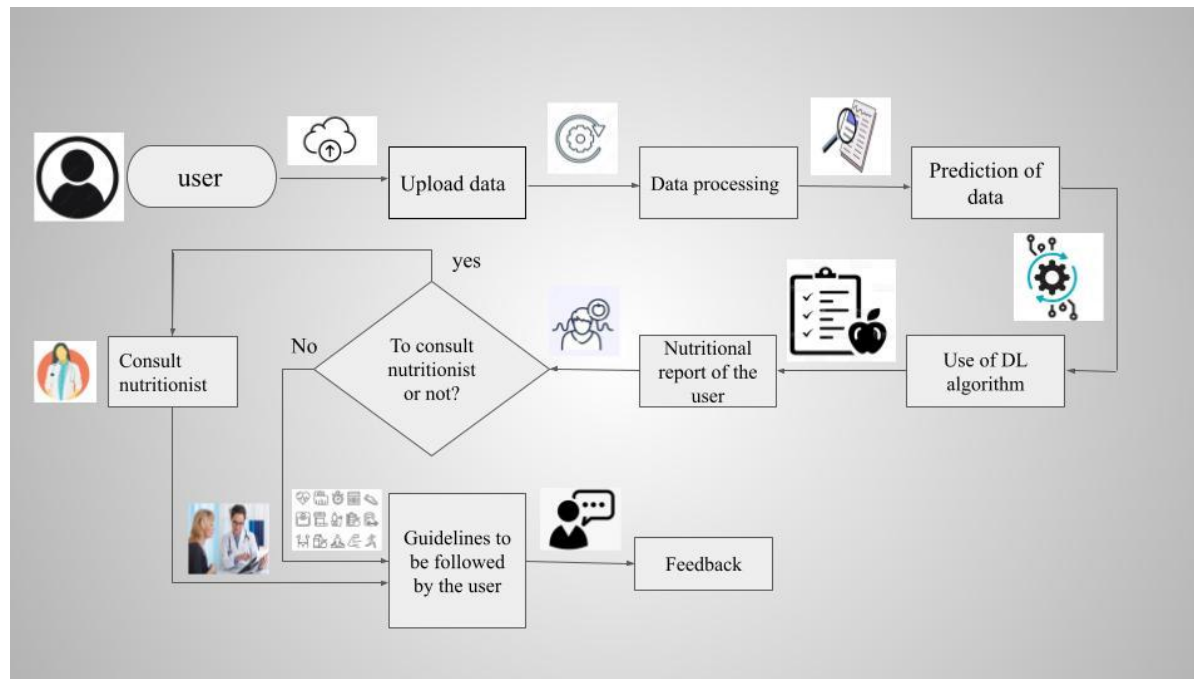 user
Upload data
Data processing
Prediction of
data
Use of DL
algorithm
Nutritional
report of the
user
To consult
nutritionist
or not?
yes
No
Consult
nutritionist
Guidelines to
be followed
by the user
Feedback